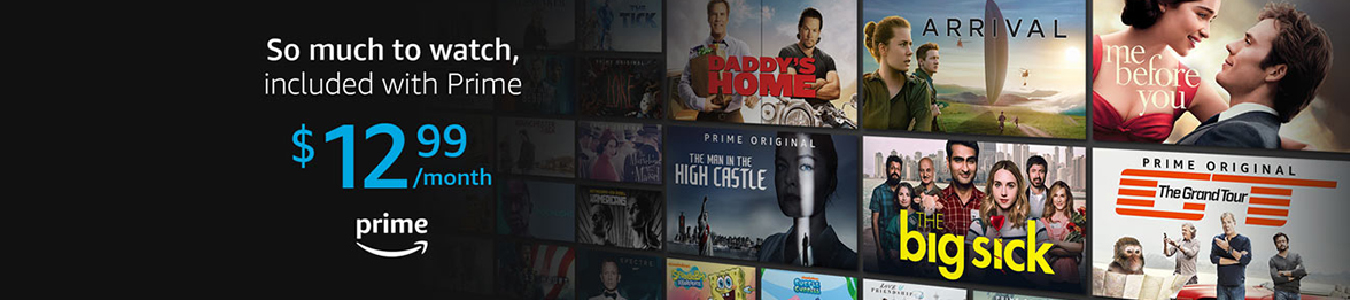 So much to watch,
included with Prime
$12.99
/month
prime
THE
TICK
DADDY'S
HOME
ARRIVAL
me
before
you
PRIME ORIGINAL
THE MAN IN THE
HIGH CASTLE
THE
big sick
PRIME ORIGINAL
The Grand Tour
SPECTRE